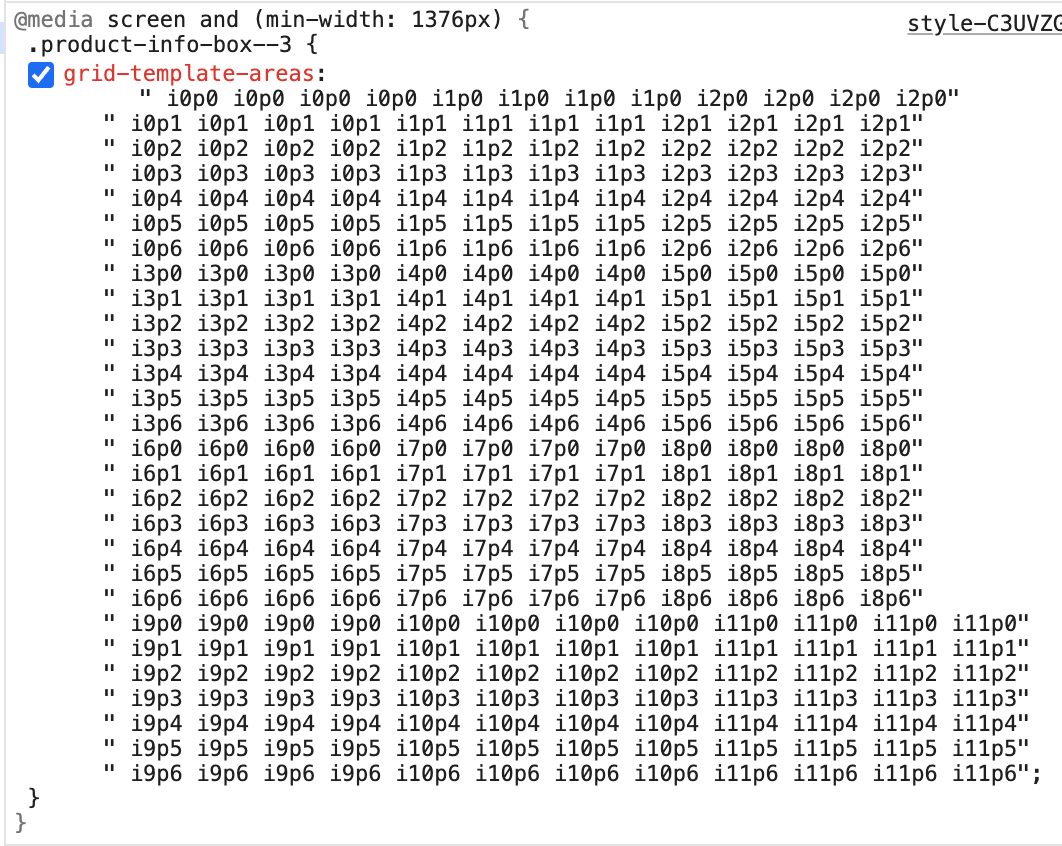 @media screen and (min-width: 1376px) {
style-C3UVZG
.product-info-box--3 {
grid-template-areas:
" i0p0 i0p0 i0p0 i0p0 i1p0 i1p0 i1p0 i1p0 i2p0 i2p0 i2p0 i2p0"
" i0p1 i0p1 i0p1 i0p1 i1p1 i1p1 i1p1 i1p1 i2p1 i2p1 i2p1 i2p1"
" i0p2 i0p2 i0p2 i0p2 i1p2 i1p2 i1p2 i1p2 i2p2 i2p2 i2p2 i2p2"
" i0p3 i0p3 i0p3 i0p3 i1p3 i1p3 i1p3 i1p3 i2p3 i2p3 i2p3 i2p3"
" i0p4 i0p4 i0p4 i0p4 i1p4 i1p4 i1p4 i1p4 i2p4 i2p4 i2p4 i2p4"
" i0p5 i0p5 i0p5 i0p5 i1p5 i1p5 i1p5 i1p5 i2p5 i2p5 i2p5 i2p5"
" i0p6 i0p6 i0p6 i0p6 i1p6 i1p6 i1p6 i1p6 i2p6 i2p6 i2p6 i2p6"
" i3p0 i3p0 i3p0 i3p0 i4p0 i4p0 i4p0 i4p0 i5p0 i5p0 i5p0 i5p0"
" i3p1 i3p1 i3p1 i3p1 i4p1 i4p1 i4p1 i4p1 i5p1 i5p1 i5p1 i5p1"
" i3p2 i3p2 i3p2 i3p2 i4p2 i4p2 i4p2 i4p2 i5p2 i5p2 i5p2 i5p2"
" i3p3 i3p3 i3p3 i3p3 i4p3 i4p3 i4p3 i4p3 i5p3 i5p3 i5p3 i5p3"
" i3p4 i3p4 i3p4 i3p4 i4p4 i4p4 i4p4 i4p4 i5p4 i5p4 i5p4 i5p4"
" i3p5 i3p5 i3p5 i3p5 i4p5 i4p5 i4p5 i4p5 i5p5 i5p5 i5p5 i5p5"
" i3p6 i3p6 i3p6 i3p6 i4p6 i4p6 i4p6 i4p6 i5p6 i5p6 i5p6 i5p6"
" i6p0 i6p0 i6p0 i6p0 i7p0 i7p0 i7p0 i7p0 i8p0 i8p0 i8p0 i8p0"
" i6p1 i6p1 i6p1 i6p1 i7p1 i7p1 i7p1 i7p1 i8p1 i8p1 i8p1 i8p1"
" i6p2 i6p2 i6p2 i6p2 i7p2 i7p2 i7p2 i7p2 i8p2 i8p2 i8p2 i8p2"
" i6p3 i6p3 i6p3 i6p3 i7p3 i7p3 i7p3 i7p3 i8p3 i8p3 i8p3 i8p3"
" i6p4 i6p4 i6p4 i6p4 i7p4 i7p4 i7p4 i7p4 i8p4 i8p4 i8p4 i8p4"
" i6p5 i6p5 i6p5 i6p5 i7p5 i7p5 i7p5 i7p5 i8p5 i8p5 i8p5 i8p5"
" i6p6 i6p6 i6p6 i6p6 i7p6 i7p6 i7p6 i7p6 i8p6 i8p6 i8p6 i8p6"
" i9p0 i9p0 i9p0 i9p0 i10p0 i10p0 i10p0 i10p0 i11p0 i11p0 i11p0 i11p0"
" i9p1 i9p1 i9p1 i9p1 i10p1 i10p1 i10p1 i10p1 i11p1 i11p1 i11p1 i11p1"
" i9p2 i9p2 i9p2 i9p2 i10p2 i10p2 i10p2 i10p2 i11p2 i11p2 i11p2 i11p2"
" i9p3 i9p3 i9p3 i9p3 i10p3 i10p3 i10p3 i10p3 i11p3 i11p3 i11p3 i11p3"
" i9p4 i9p4 i9p4 i9p4 i10p4 i10p4 i10p4 i10p4 i11p4 i11p4 i11p4 i11p4"
" i9p5 i9p5 i9p5 i9p5 i10p5 i10p5 i10p5 i10p5 i11p5 i11p5 i11p5 i11p5"
" i9p6 i9p6 i9p6 i9p6 i10p6 i10p6 i10p6 i10p6 i11p6 i11p6 i11p6 i11p6";
}
}